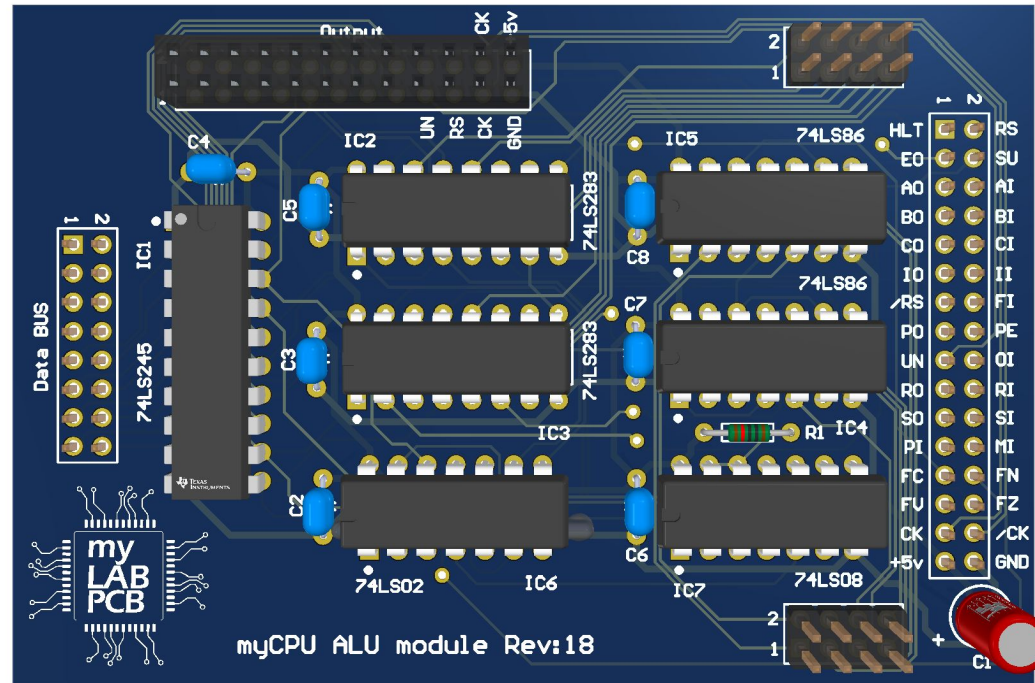 Output
CK
5v
UN
RS
CK
GND
2
1
C4
IC2
74LS283
IC5
74LS86
1 2
HLT RS
EO SU
AO AI
BO BI
CO CI
IO II
/RS FI
PO PE
UN OI
RO RI
SO SI
PI MI
FC FN
FV FZ
CK /CK
+5v GND
1 2
Data BUS
IC1
74LS245
TEXAS INSTRUMENTS
C5
C8
74LS86
C3
C7
74LS283
IC3
R1
IC4
C2
C6
74LS02
IC6
IC7
74LS08
2
1
+
C1
my
LAB
PCB
myCPU ALU module Rev:18